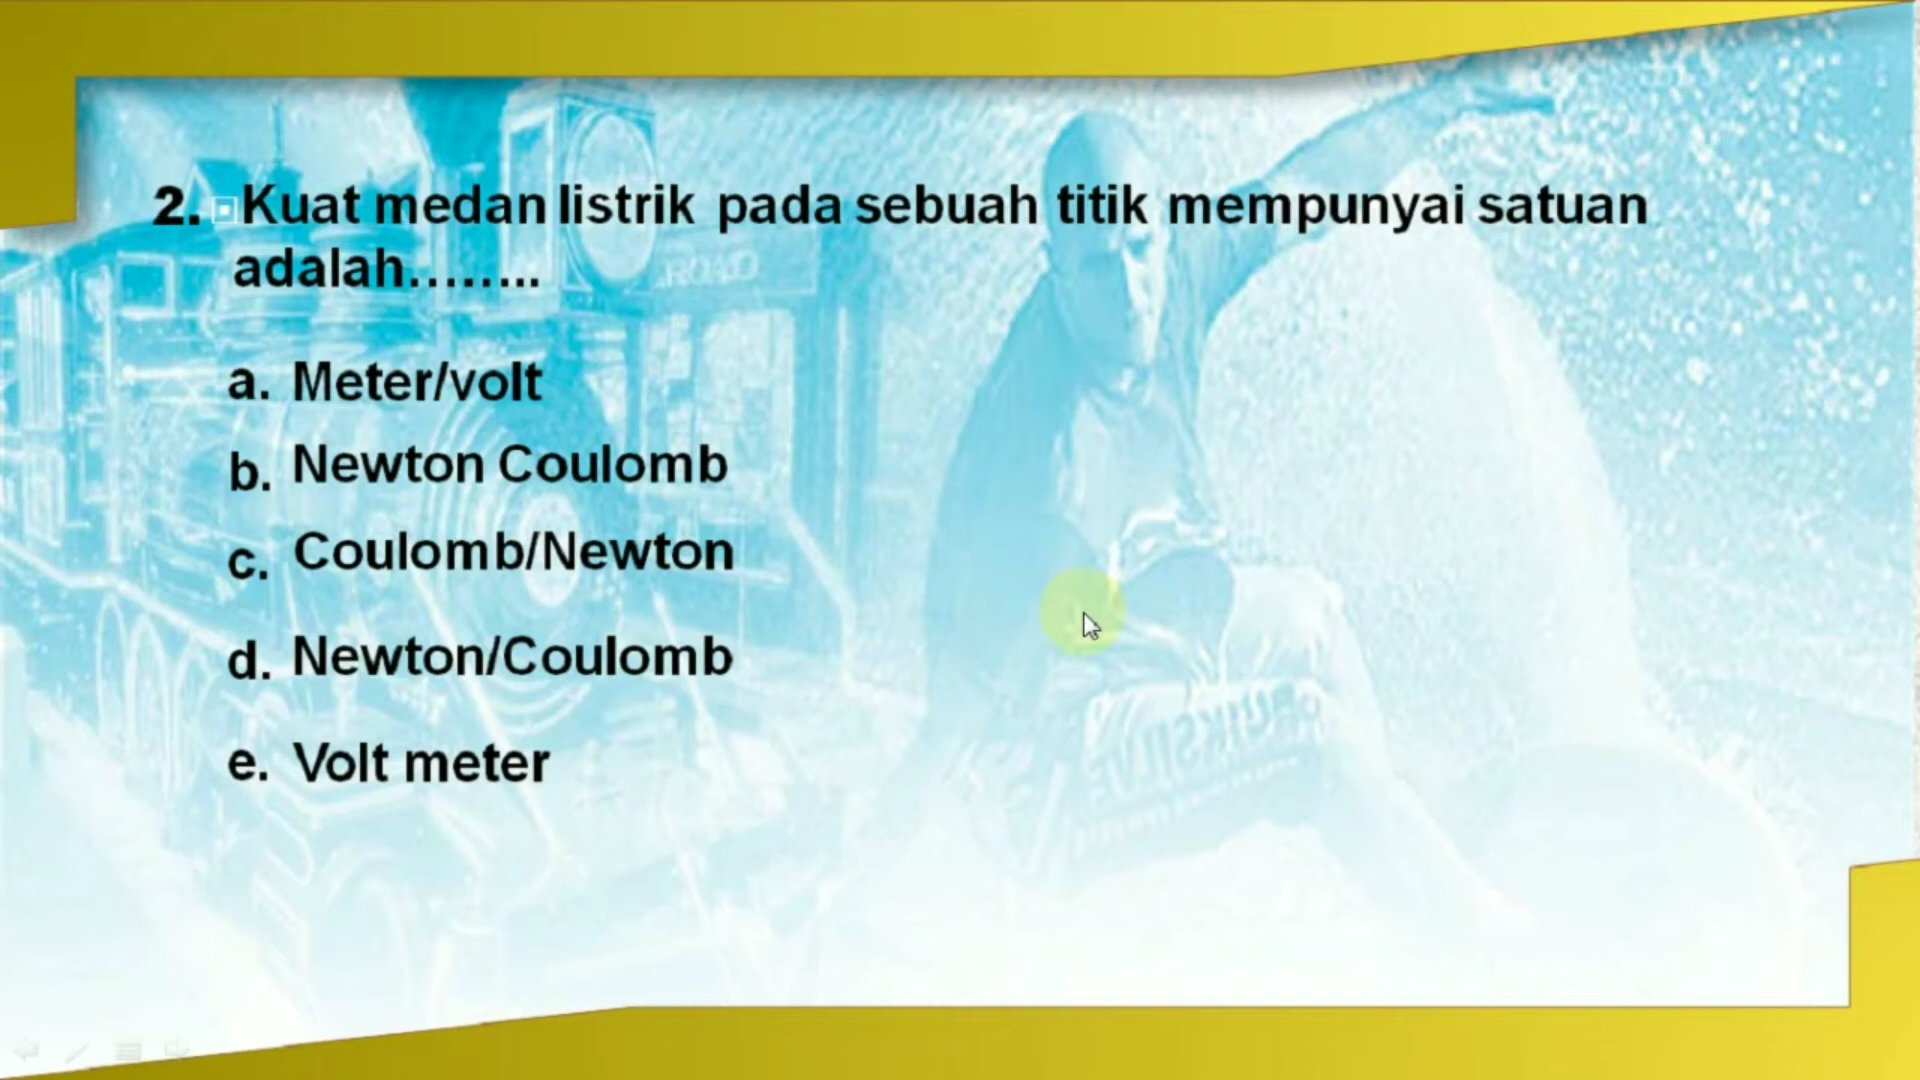 2. Kuat medan listrik pada sebuah titik mempunyai satuan
adalah........
a. Meter/volt
b. Newton Coulomb
c. Coulomb/Newton
d. Newton/Coulomb
e. Volt meter